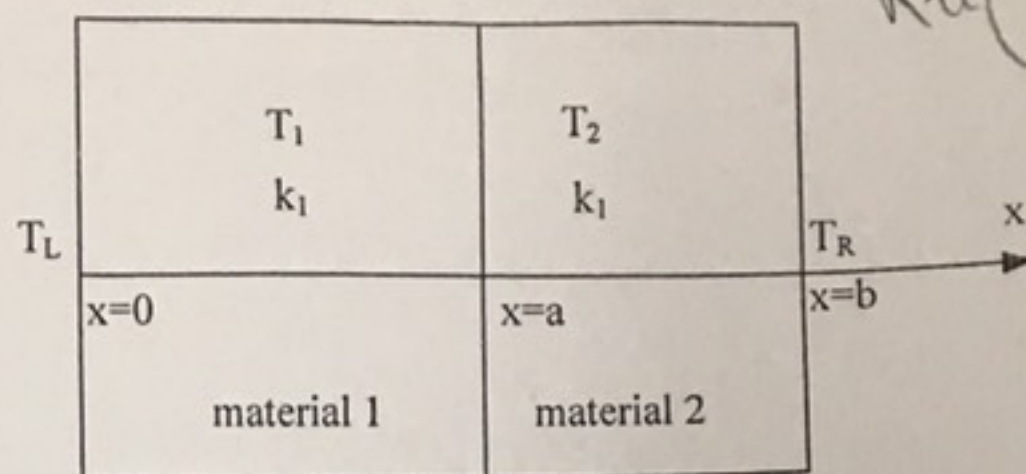 T₁ T₂
k₁ k₁
T_L T_R x
x=0 x=a x=b
material 1 material 2